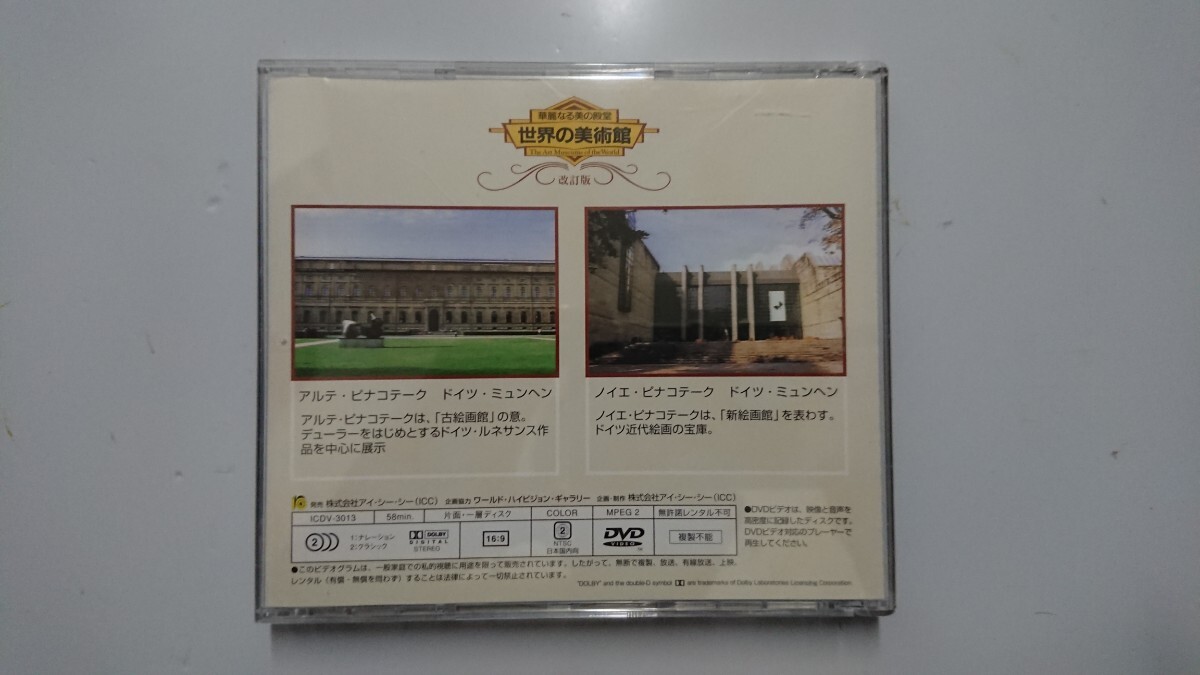 華麗なる美の殿堂
世界の美術館
The Art Museums of the World
改訂版
アルテ・ピナコテーク ドイツ・ミュンヘン
アルテ・ピナコテークは、「古絵画館」の意。
デューラーをはじめとするドイツ・ルネサンス作
品を中心に展示
ノイエ・ピナコテーク ドイツ・ミュンヘン
ノイエ・ピナコテークは、「新絵画館」を表わす。
ドイツ近代絵画の宝庫。
発売 株式会社アイ・シー・シー(ICC) 企画協力 ワールド・ハイビジョン・ギャラリー 企画・制作 株式会社アイ・シー・シー(ICC)
ICDV-3013 58min. 片面・一層ディスク COLOR MPEG 2 無許諾レンタル不可
2 1:ナレーション 2:クラシック DOLBY DIGITAL STEREO 16:9 2 NTSC 日本国内向 DVD VIDEO 複製不能
●DVDビデオは、映像と音声を
高密度に記録したディスクです。
DVDビデオ対応のプレーヤーで
再生してください。
●このビデオグラムは、一般家庭での私的視聴に用途を限って販売されています。したがって、無断で複製、放送、有線放送、上映、
レンタル(有償・無償を問わず)することは法律によって一切禁止されています。
"DOLBY" and the double-D symbol are trademarks of Dolby Laboratories Licensing Corporation.